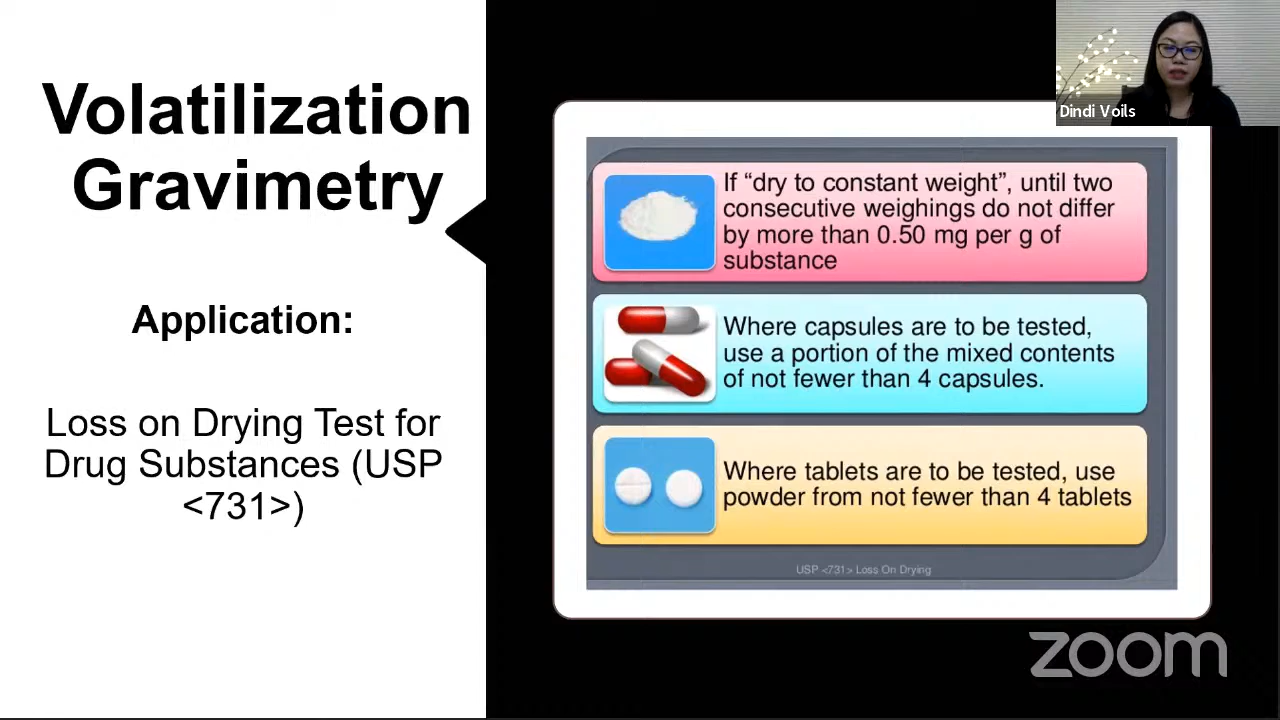 Volatilization
Gravimetry
Application:
Loss on Drying Test for
Drug Substances (USP
<731>)
Dindi Voils
If “dry to constant weight”, until two
consecutive weighings do not differ
by more than 0.50 mg per g of
substance
Where capsules are to be tested,
use a portion of the mixed contents
of not fewer than 4 capsules.
Where tablets are to be tested, use
powder from not fewer than 4 tablets
USP <731> Loss On Drying
zoom